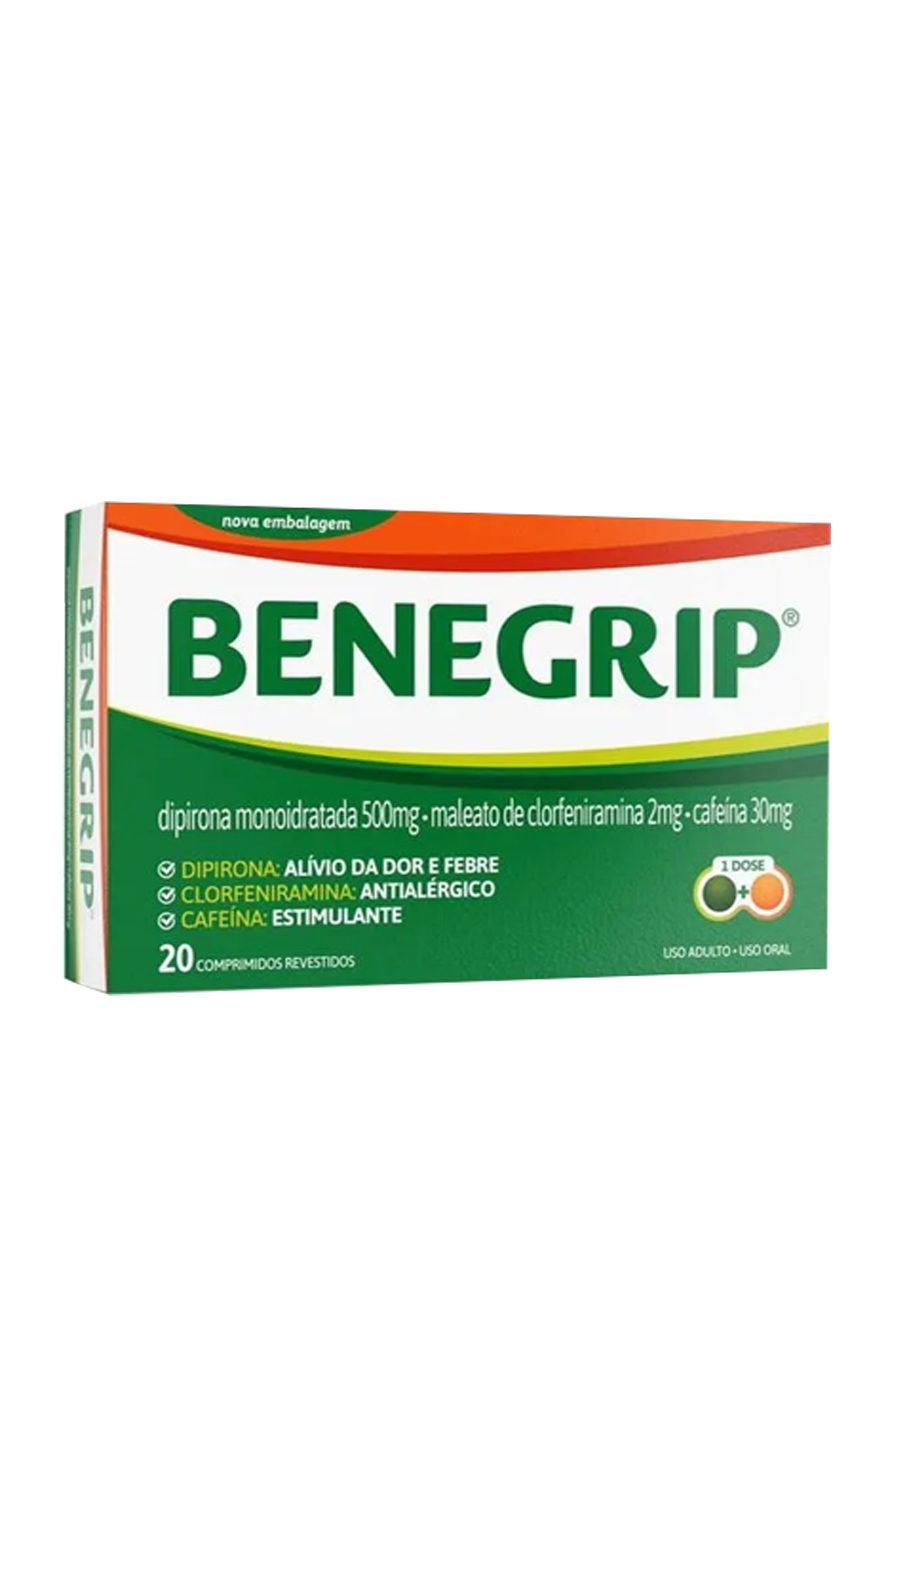 nova embalagem
BENEGRIP®
dipirona monoidratada 500mg • maleato de clorfeniramina 2mg • cafeína 30mg
DIPIRONA: ALÍVIO DA DOR E FEBRE
CLORFENIRAMINA: ANTIALÉRGICO
CAFEÍNA: ESTIMULANTE
1 DOSE
+
20 COMPRIMIDOS REVESTIDOS
USO ADULTO • USO ORAL
BENEGRIP